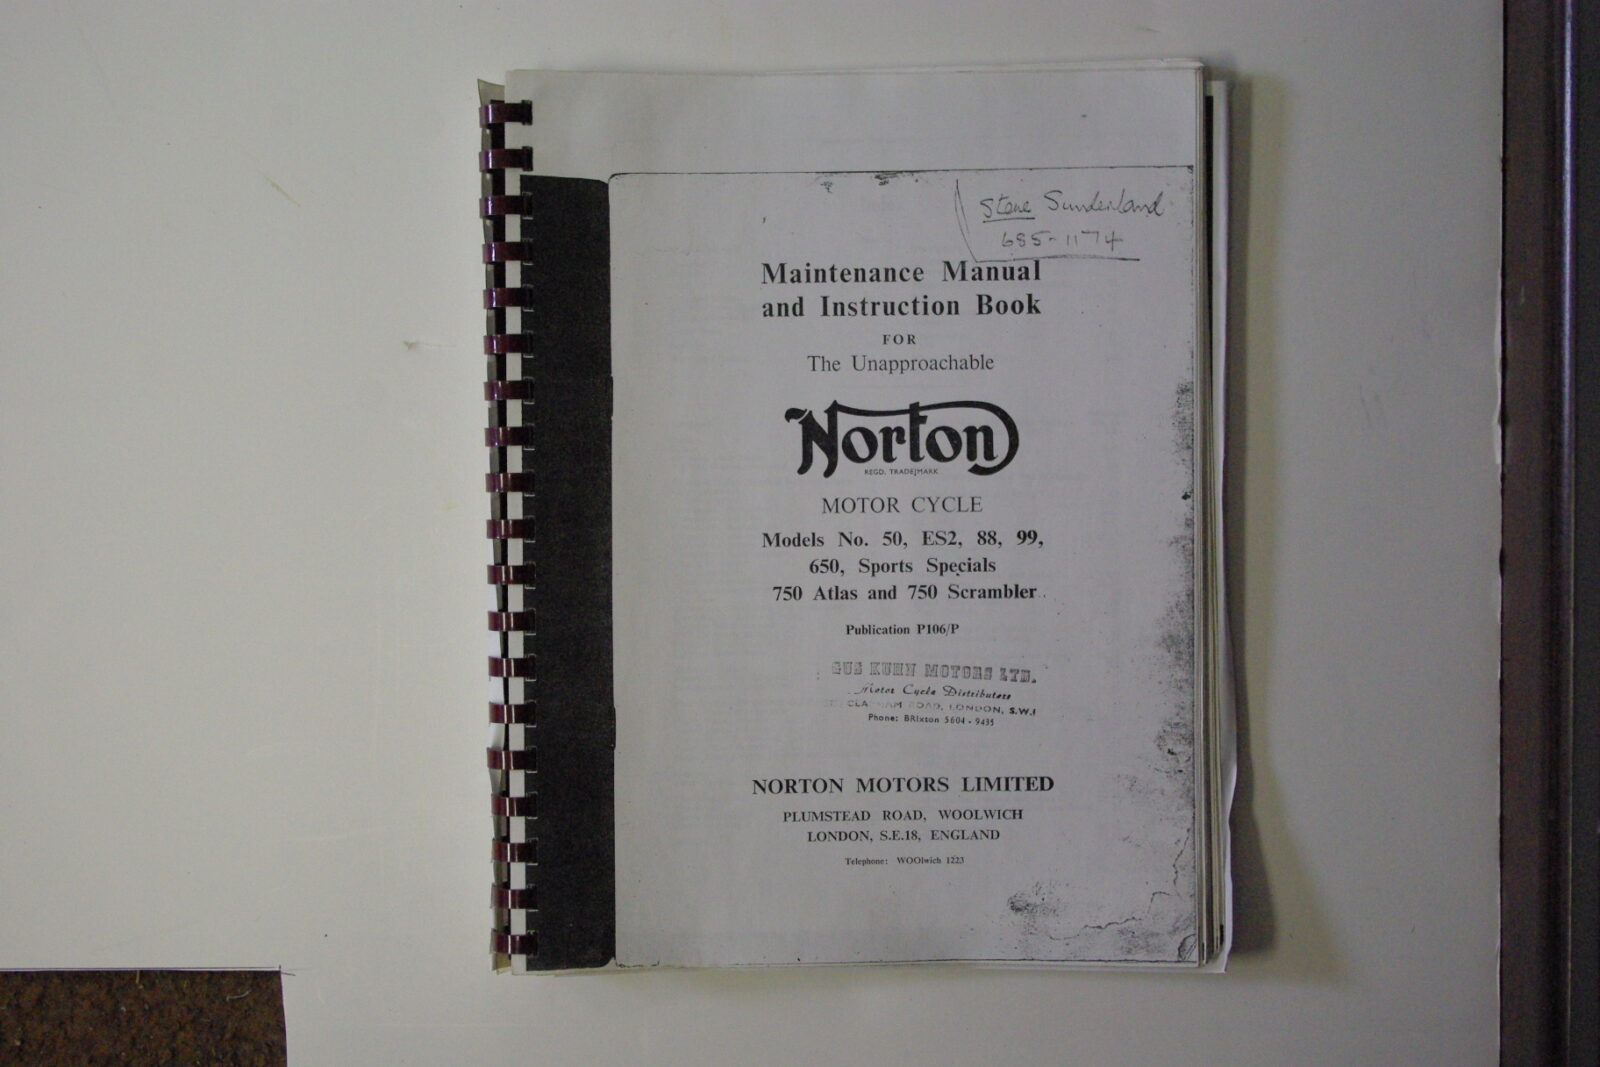 Steve Sunderland
685-1174
Maintenance Manual
and Instruction Book
FOR
The Unapproachable
Norton
REGD. TRADEMARK
MOTOR CYCLE
Models No. 50, ES2, 88, 99,
650, Sports Specials
750 Atlas and 750 Scrambler
Publication P106/P
GUS KUHN MOTORS LTD.
Motor Cycle Distributors
ROAD, LONDON, S.W.
Phone: BRIxton 5604 - 9435
NORTON MOTORS LIMITED
PLUMSTEAD ROAD, WOOLWICH
LONDON, S.E.18, ENGLAND
Telephone: WOOlwich 1223